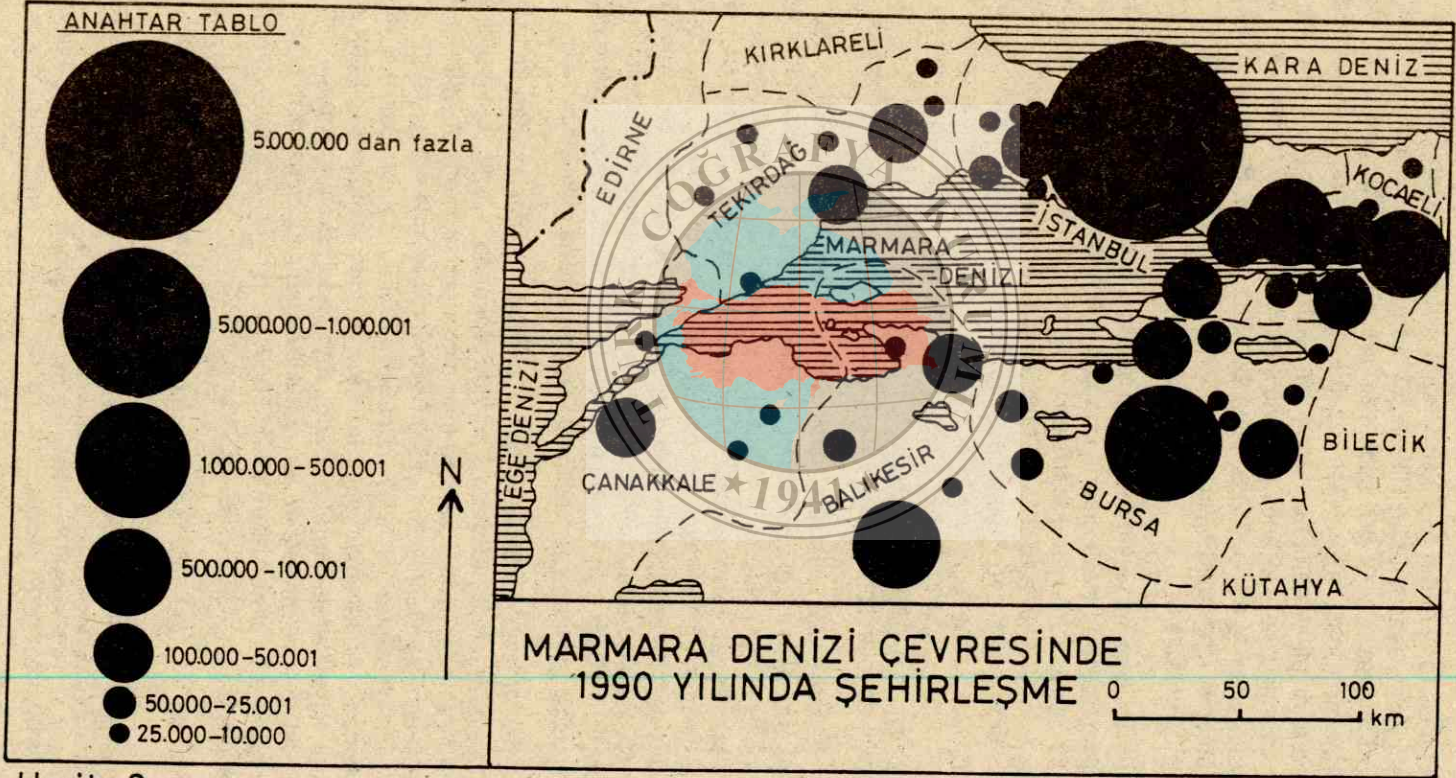 ANAHTAR TABLO
5.000.000 dan fazla
5.000.000-1.000.001
1.000.000-500.001
500.000-100.001
100.000-50.001
50.000-25.001
25.000-10.000
N
KIRKLARELİ
KARA DENİZ
EDİRNE
TEKİRDAĞ
KOCAELİ
İSTANBUL
MARMARA
DENİZİ
EGE DENİZİ
ÇANAKKALE
BALIKESİR
BURSA
BİLECİK
KÜTAHYA
TÜRK COĞRAFYA KURUMU
★ 1941 ★
MARMARA DENİZİ ÇEVRESİNDE
1990 YILINDA ŞEHİRLEŞME
0 50 100
km